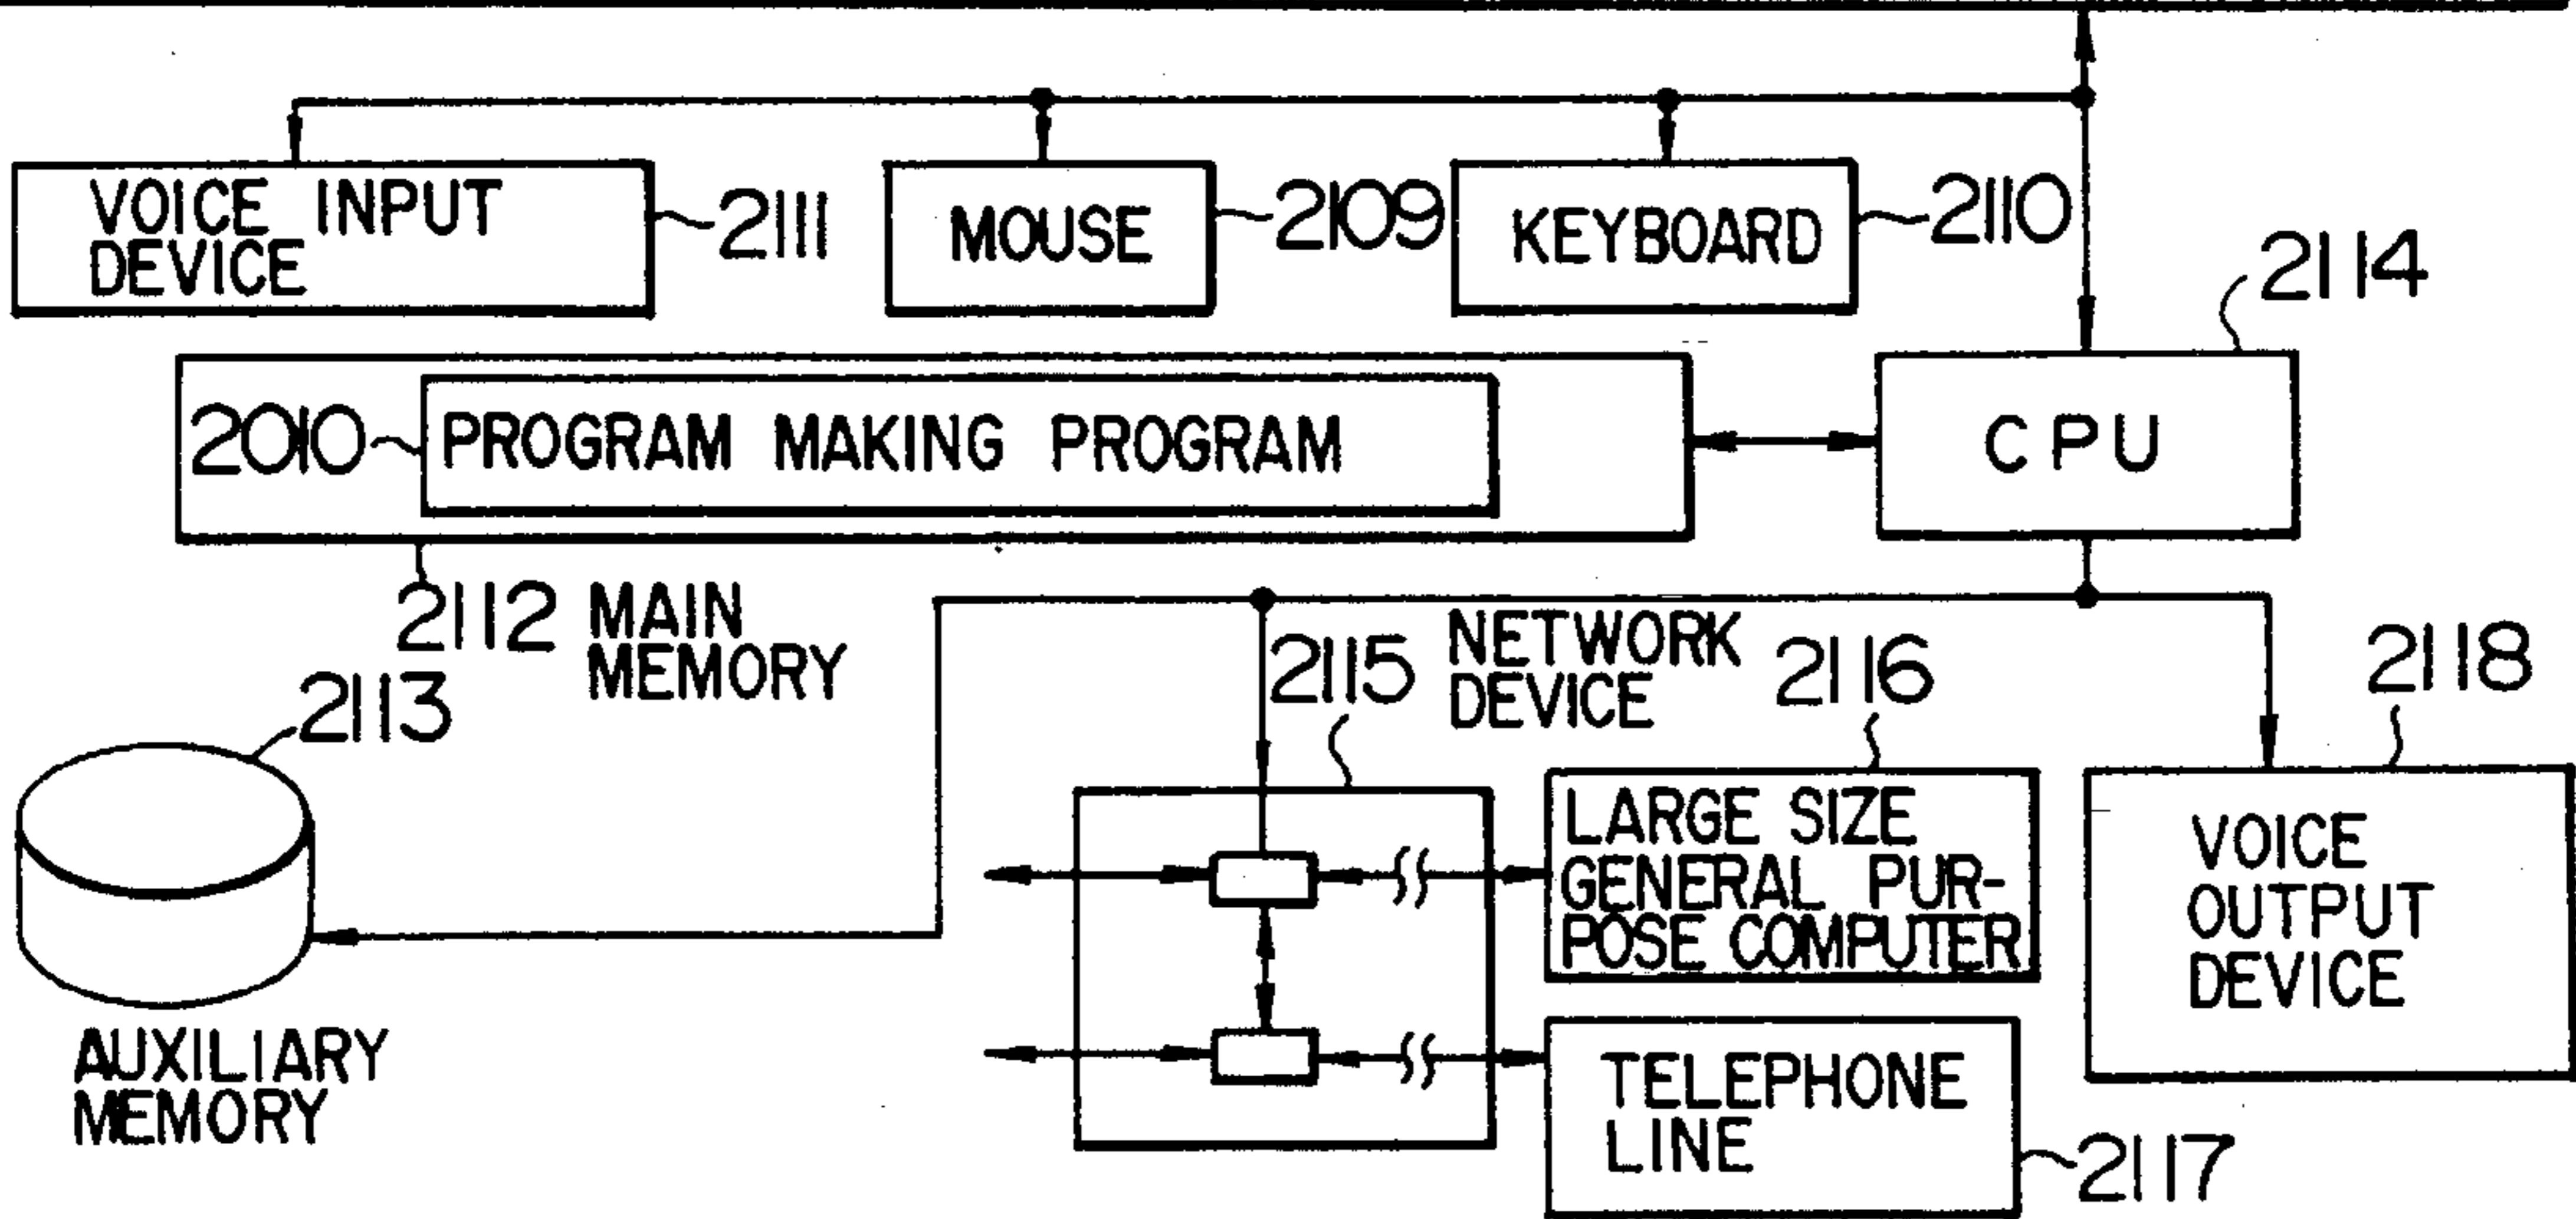 VOICE INPUT
DEVICE
2111
MOUSE
2109
KEYBOARD
2110
2114
2010
PROGRAM MAKING PROGRAM
CPU
2112
MAIN
MEMORY
2113
AUXILIARY
MEMORY
2115
NETWORK
DEVICE
2116
LARGE SIZE
GENERAL PUR-
POSE COMPUTER
2118
VOICE
OUTPUT
DEVICE
TELEPHONE
LINE
2117